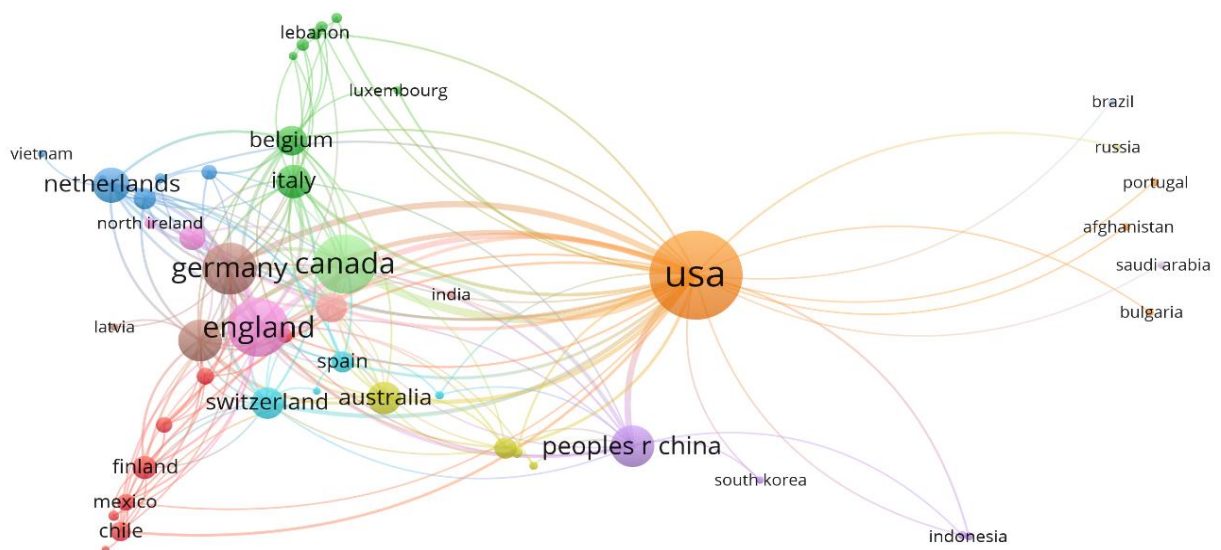 lebanon
luxembourg
brazil
belgium
russia
vietnam
netherlands
italy
portugal
north ireland
afghanistan
germany
canada
usa
saudi arabia
india
bulgaria
latvia
england
spain
switzerland
australia
peoples r china
finland
south korea
mexico
chile
indonesia